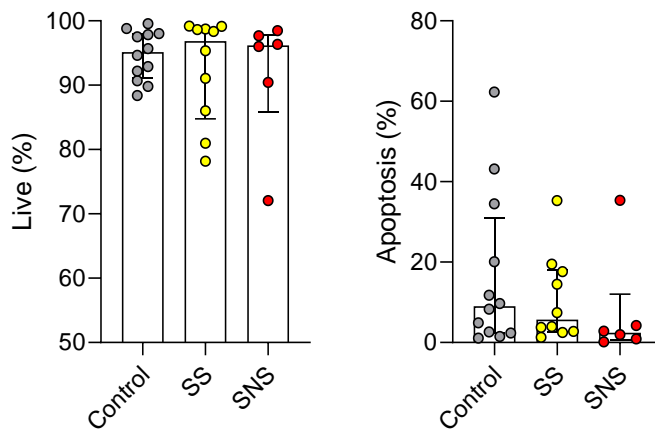 Live (%)
100
90
80
70
60
50
Control
SS
SNS
Apoptosis (%)
80
60
40
20
0
Control
SS
SNS